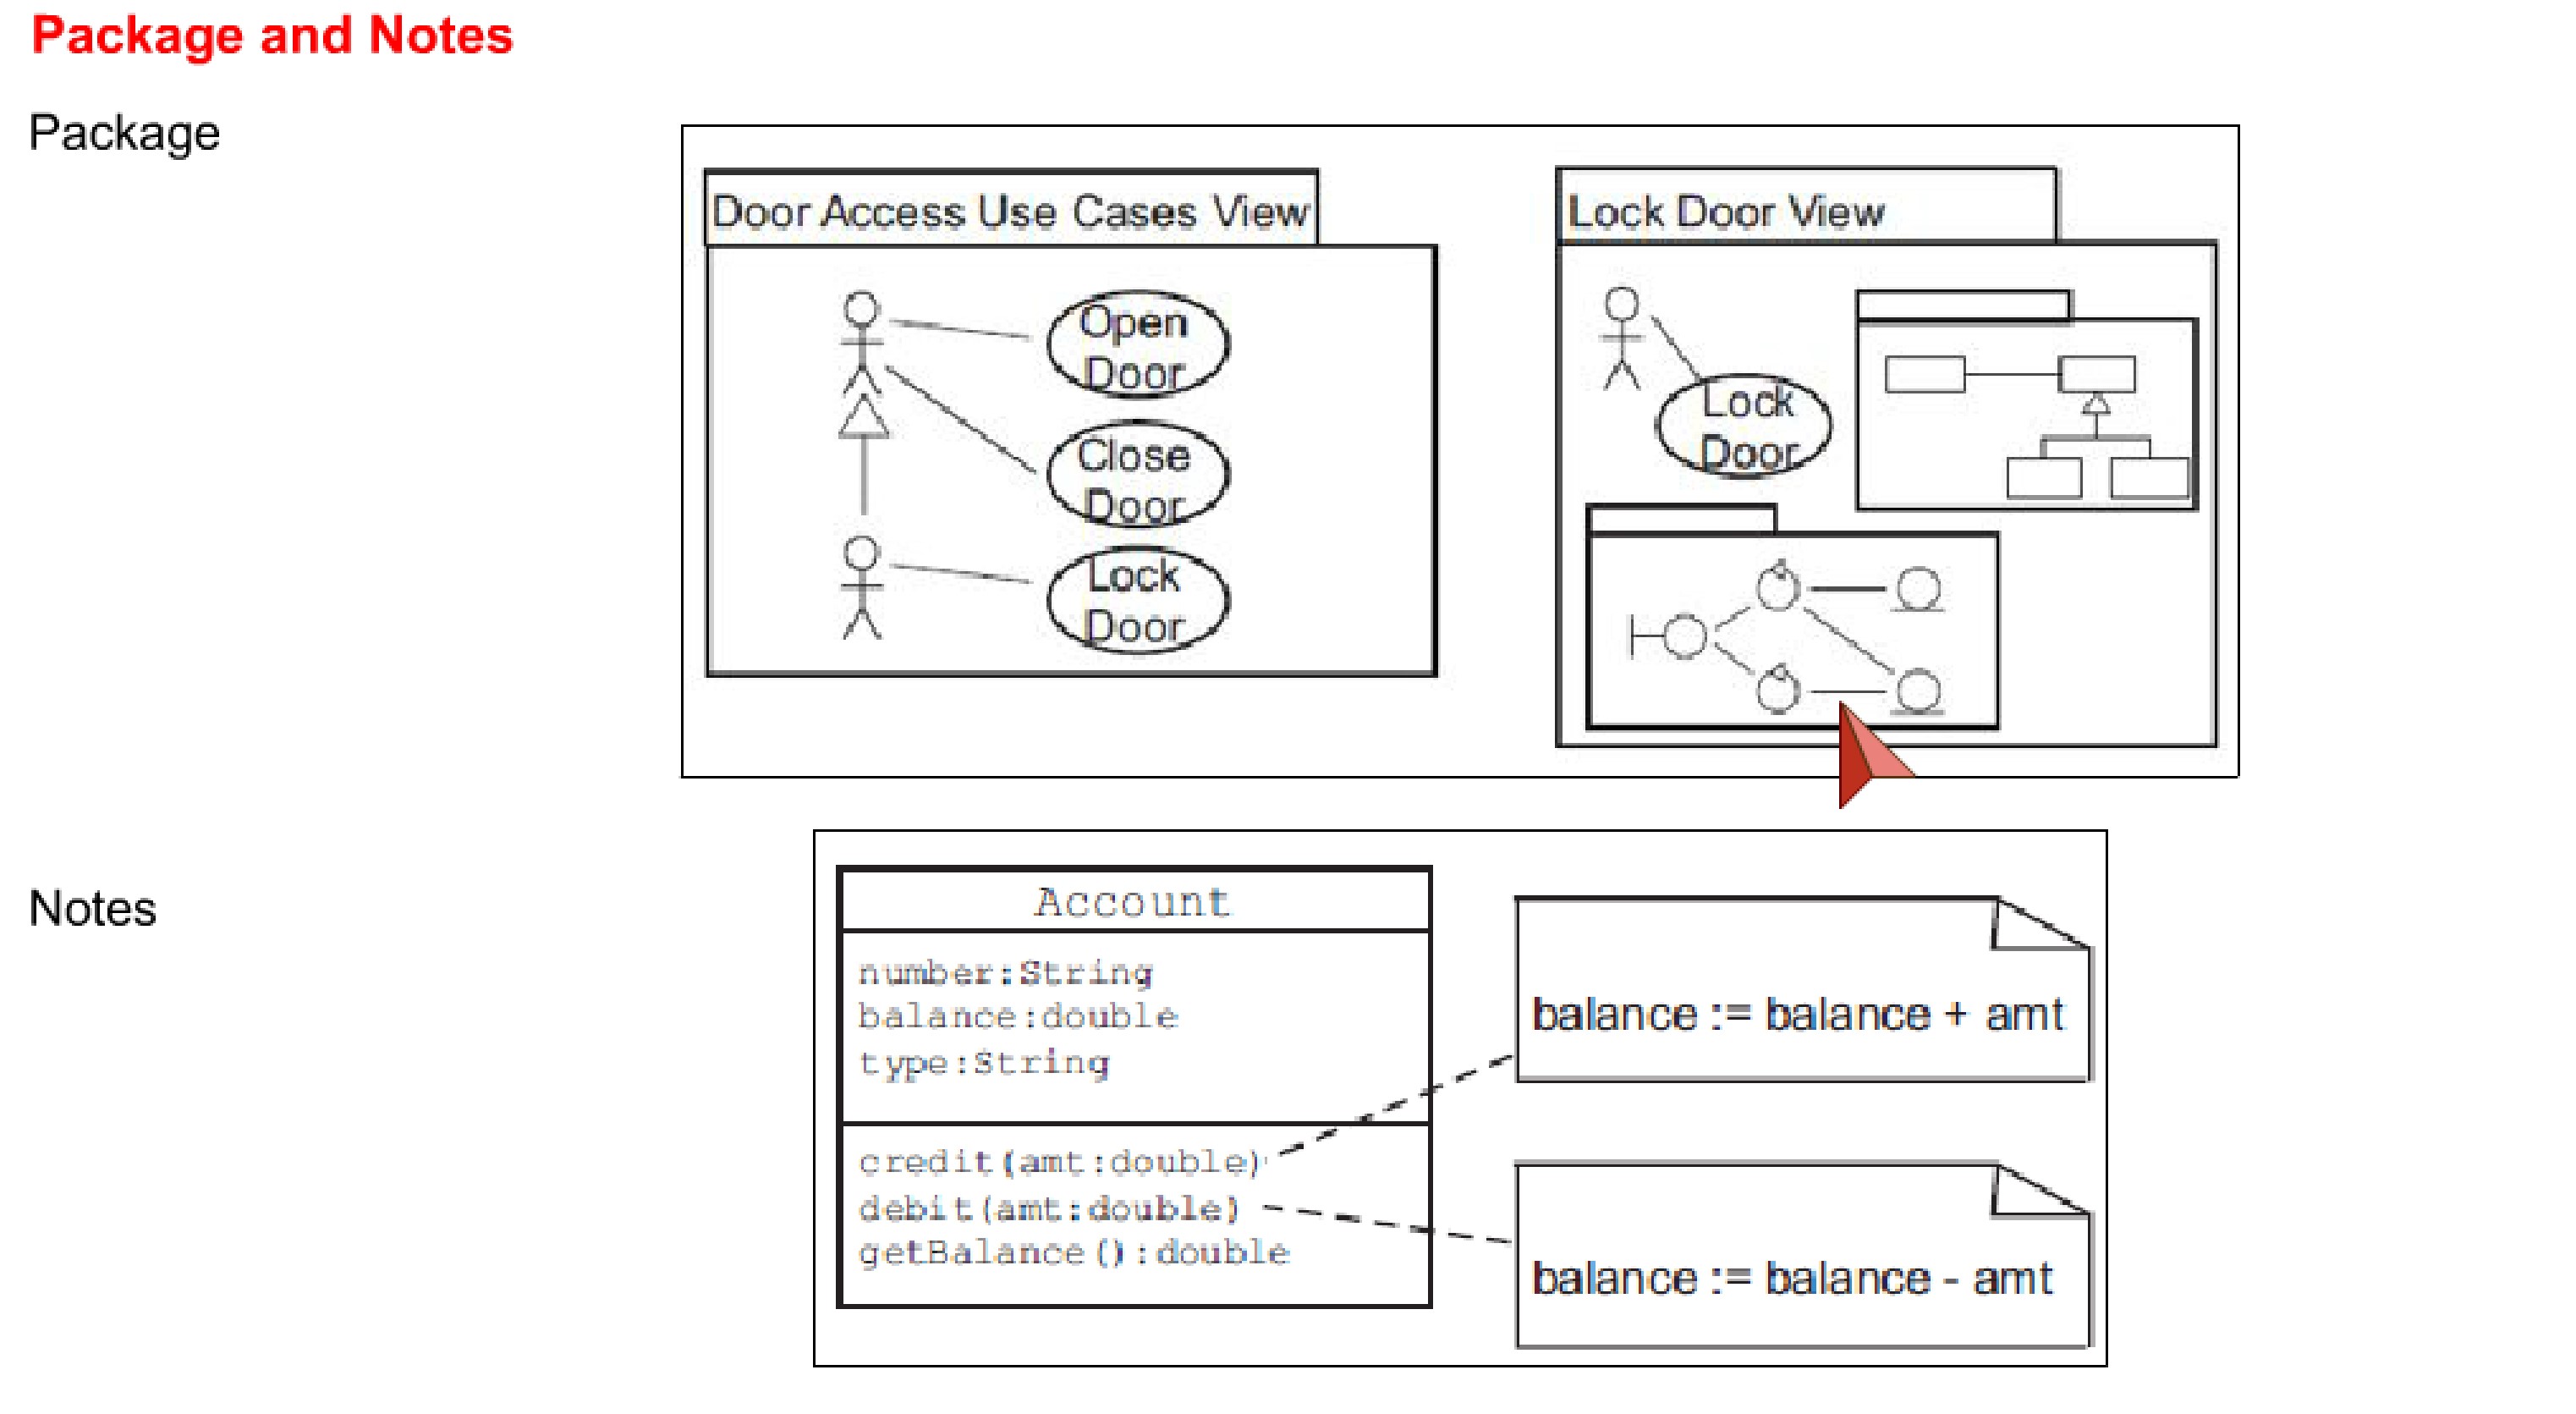 Package and Notes
Package
Door Access Use Cases View
Open
Door
Close
Door
Lock
Door
Lock Door View
Lock
Door
Notes
Account
number:String
balance:double
type:String
credit(amt:double)
debit(amt:double)
getBalance():double
balance := balance + amt
balance := balance - amt